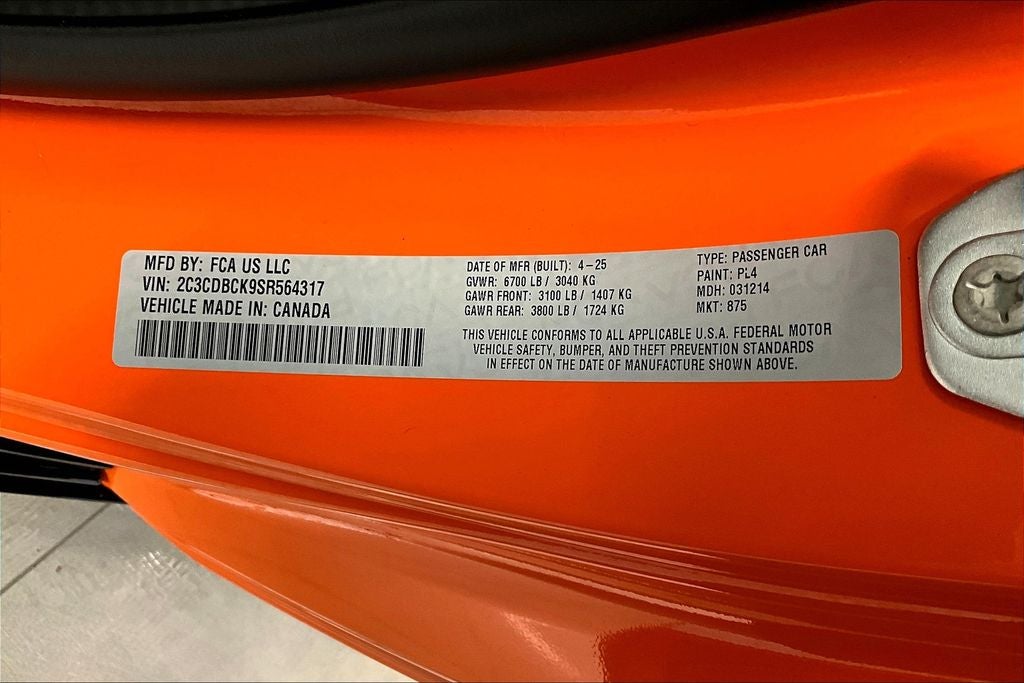 MFD BY: FCA US LLC
VIN: 2C3CDBCK9SR564317
VEHICLE MADE IN: CANADA
DATE OF MFR (BUILT): 4-25
GVWR: 6700 LB / 3040 KG
GAWR FRONT: 3100 LB / 1407 KG
GAWR REAR: 3800 LB / 1724 KG
TYPE: PASSENGER CAR
PAINT: PL4
MDH: 031214
MKT: 875
THIS VEHICLE CONFORMS TO ALL APPLICABLE U.S.A. FEDERAL MOTOR
VEHICLE SAFETY, BUMPER, AND THEFT PREVENTION STANDARDS
IN EFFECT ON THE DATE OF MANUFACTURE SHOWN ABOVE.